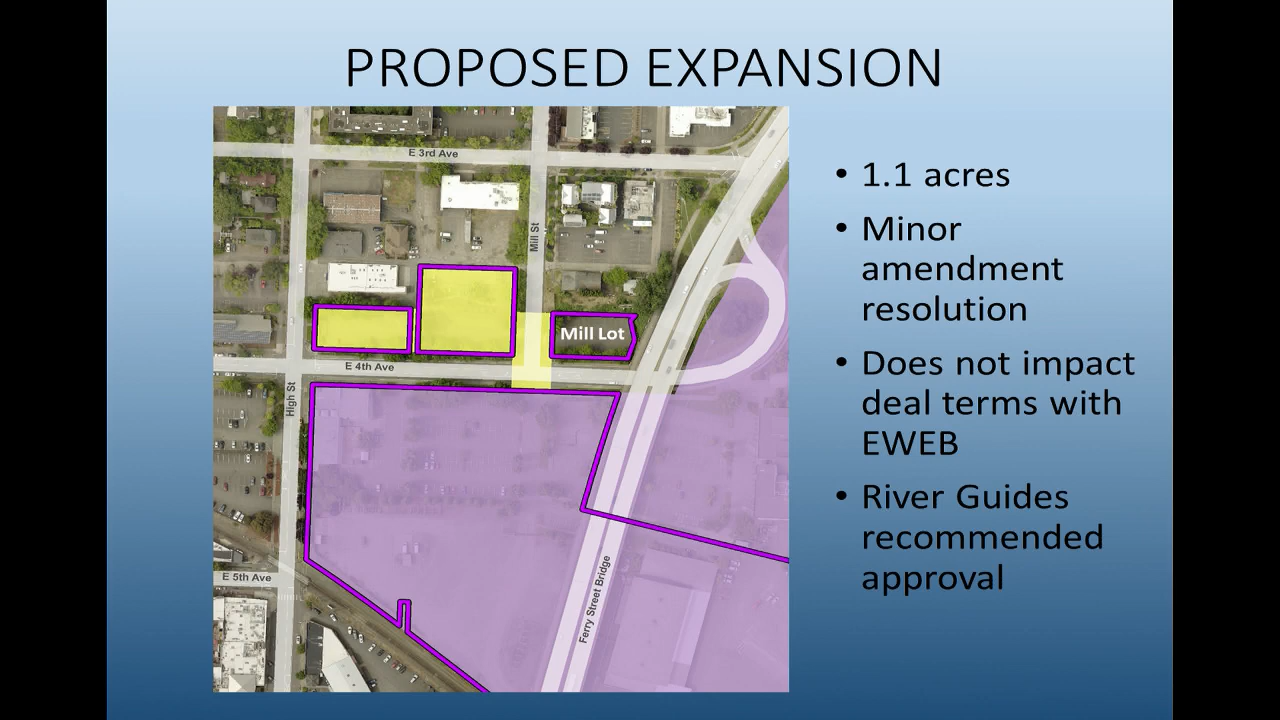 PROPOSED EXPANSION
E 3rd Ave
Mill St
Mill Lot
E 4th Ave
High St
E 5th Ave
Ferry Street Bridge
• 1.1 acres
• Minor
amendment
resolution
• Does not impact
deal terms with
EWEB
• River Guides
recommended
approval